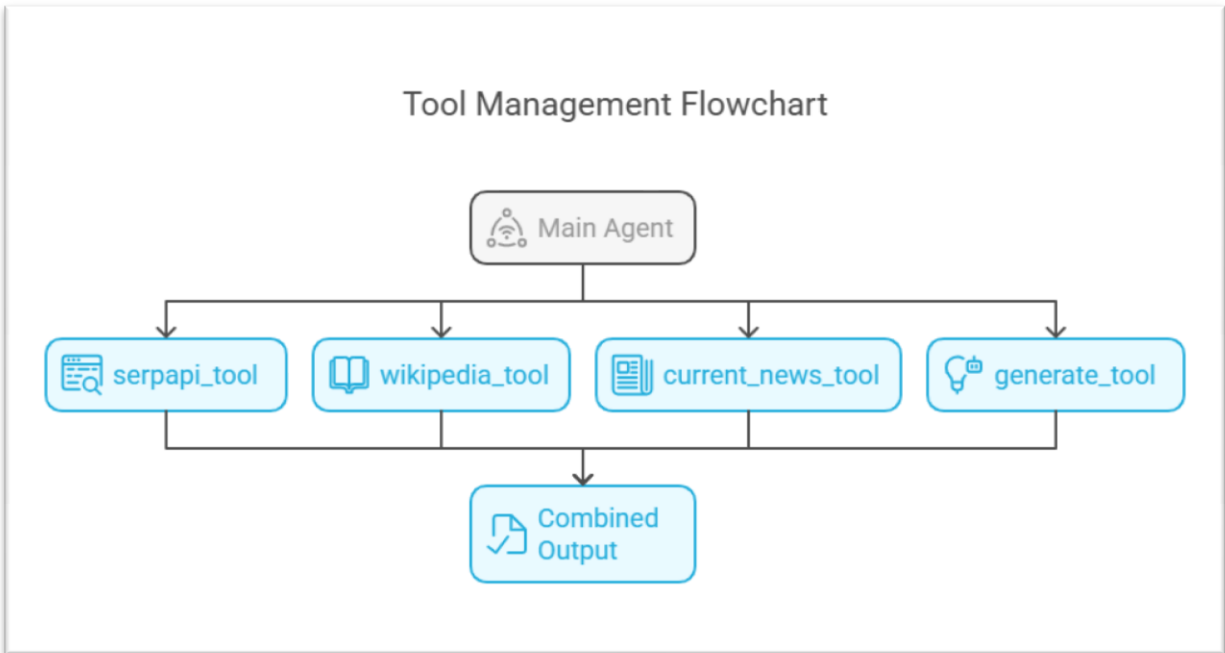 Tool Management Flowchart
Main Agent
serpapi_tool
wikipedia_tool
current_news_tool
generate_tool
Combined
Output